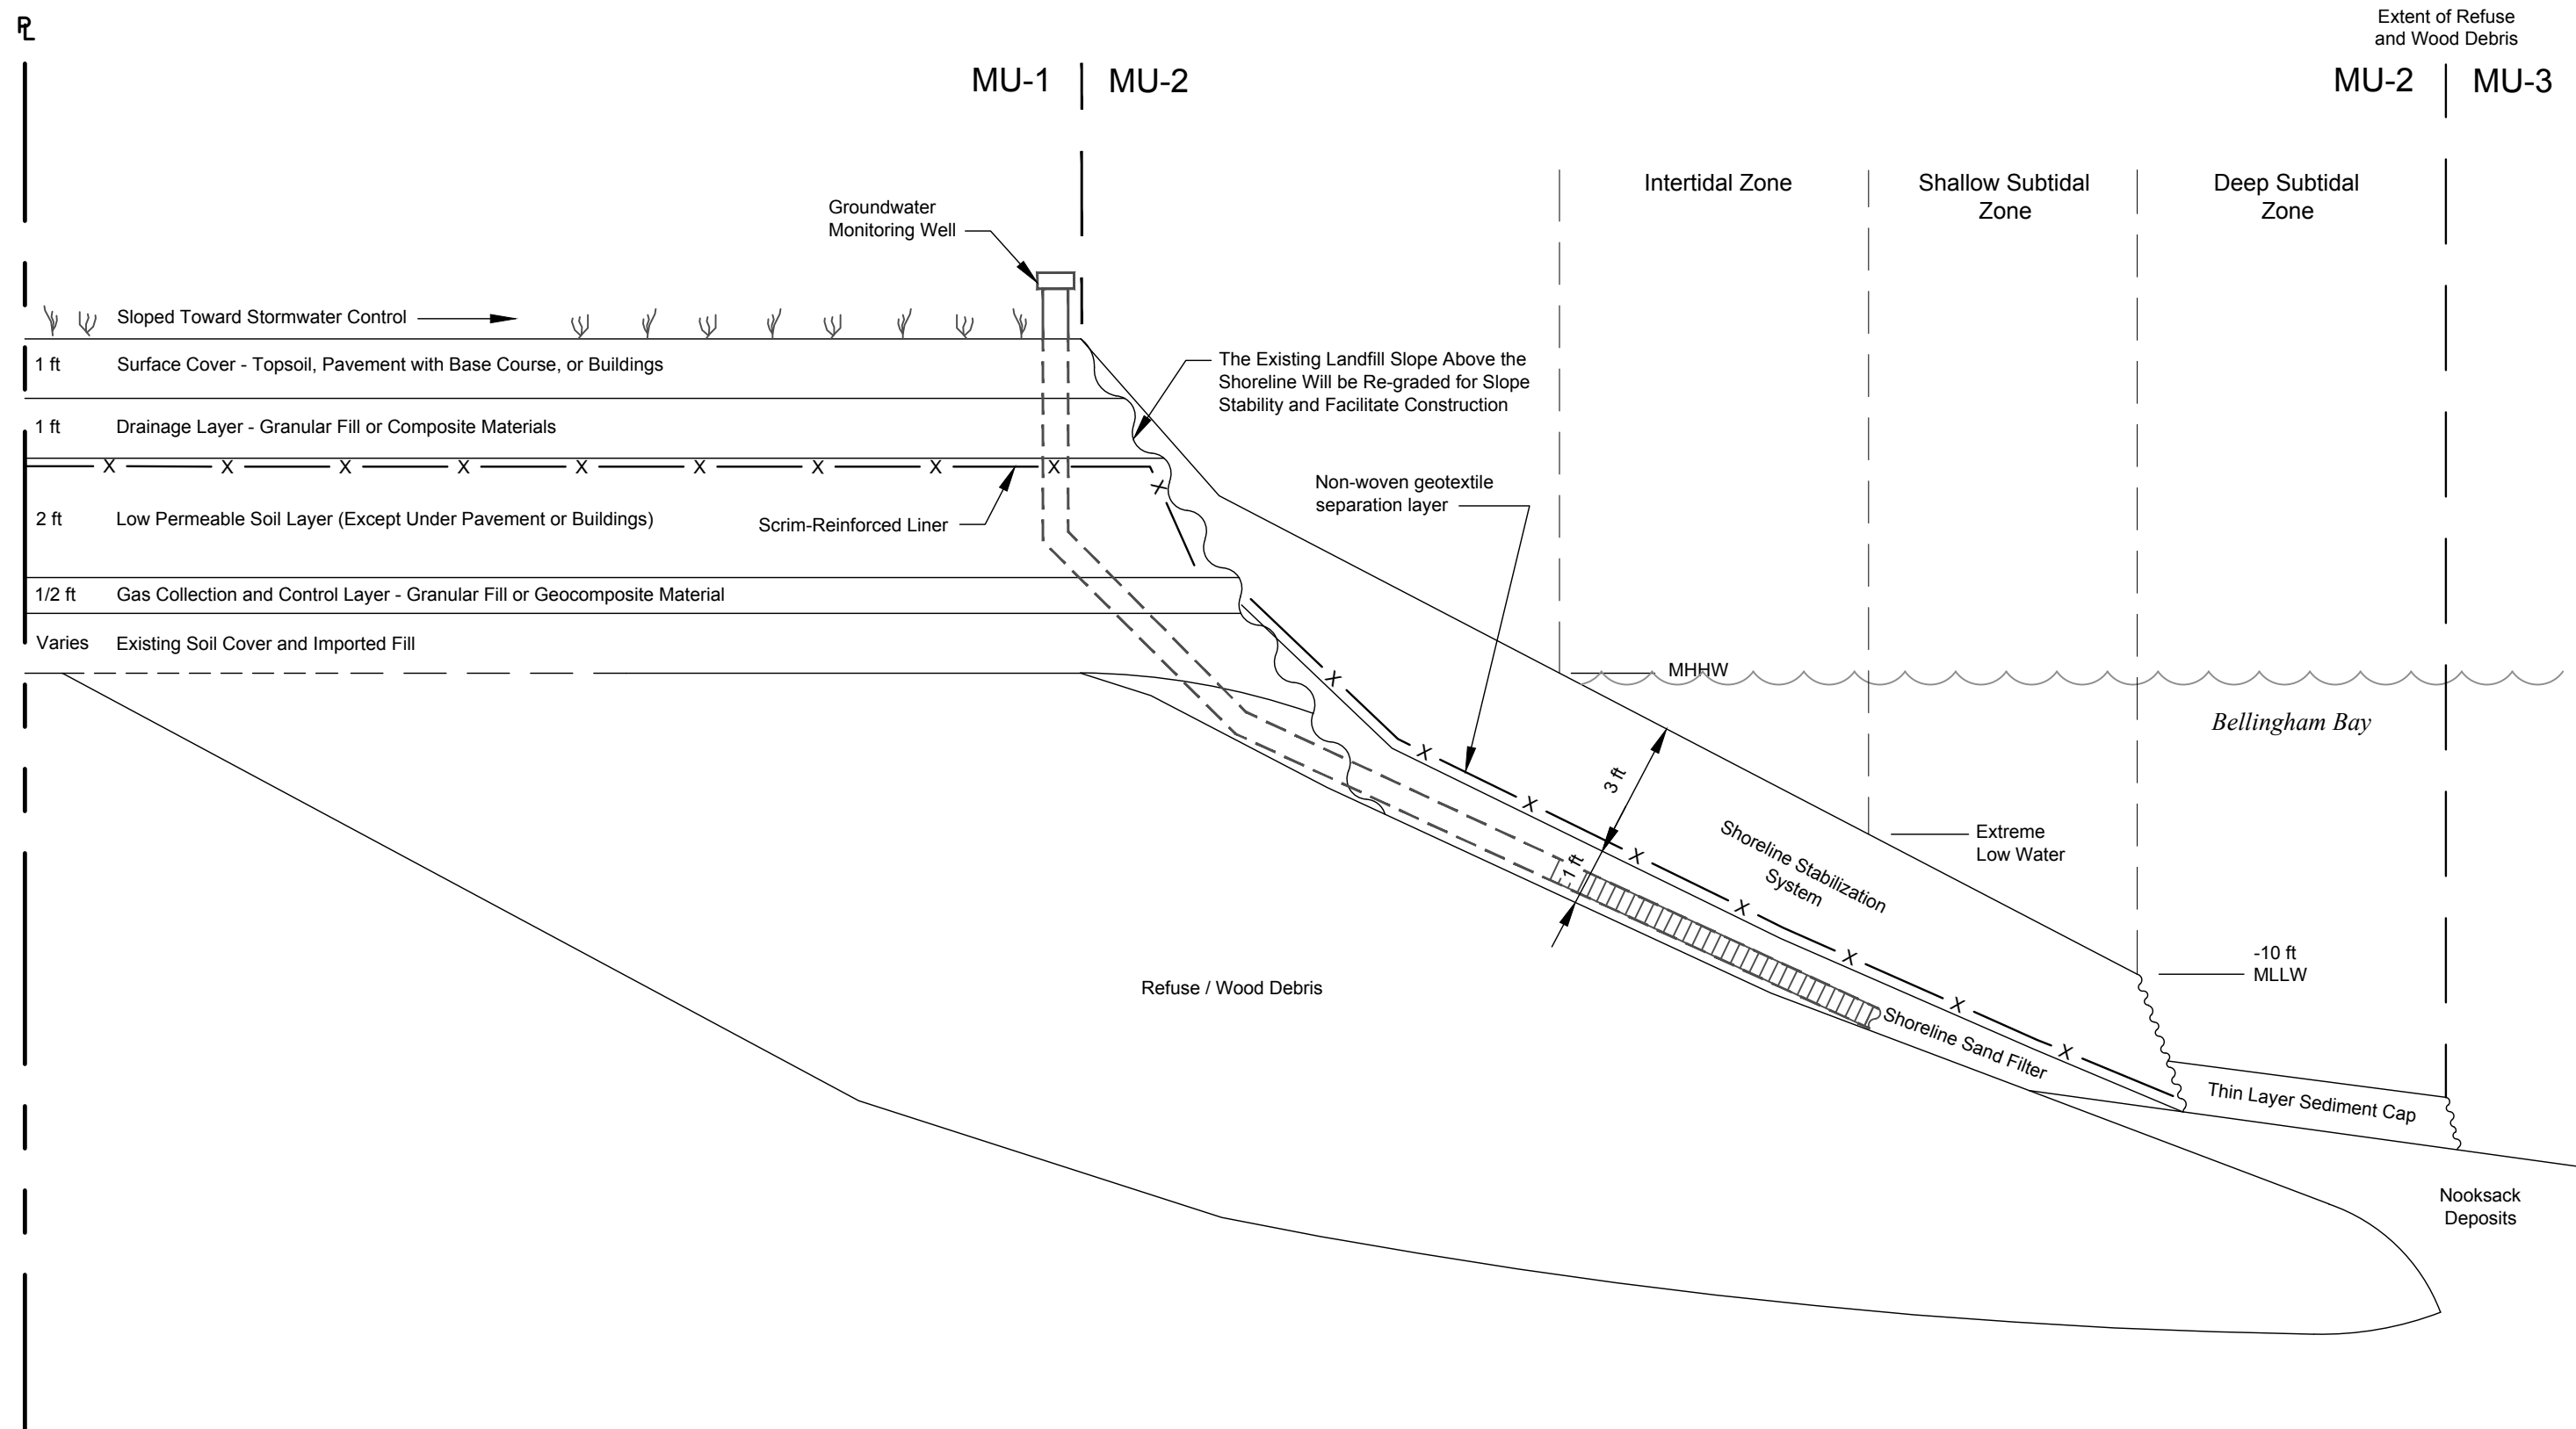 PL
Extent of Refuse
and Wood Debris
MU-1
MU-2
MU-2
MU-3
Intertidal Zone
Shallow Subtidal
Zone
Deep Subtidal
Zone
Groundwater
Monitoring Well
Sloped Toward Stormwater Control
1 ft Surface Cover - Topsoil, Pavement with Base Course, or Buildings
The Existing Landfill Slope Above the
Shoreline Will be Re-graded for Slope
Stability and Facilitate Construction
1 ft Drainage Layer - Granular Fill or Composite Materials
X X X X X X X X X X
Non-woven geotextile
separation layer
2 ft Low Permeable Soil Layer (Except Under Pavement or Buildings)
Scrim-Reinforced Liner
1/2 ft Gas Collection and Control Layer - Granular Fill or Geocomposite Material
Varies Existing Soil Cover and Imported Fill
MHHW
Bellingham Bay
X X X X X X X X X
3 ft
1 ft
Shoreline Stabilization
System
Extreme
Low Water
-10 ft
MLLW
Refuse / Wood Debris
Shoreline Sand Filter
Thin Layer Sediment Cap
Nooksack
Deposits